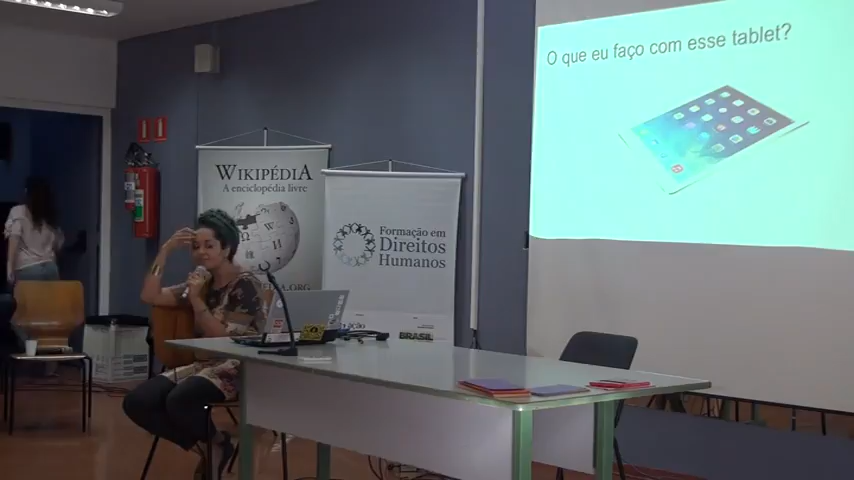 O que eu faço com esse tablet?
WIKIPÉDIA
A enciclopédia livre
W
Formação em
Direitos
Humanos
BRASIL